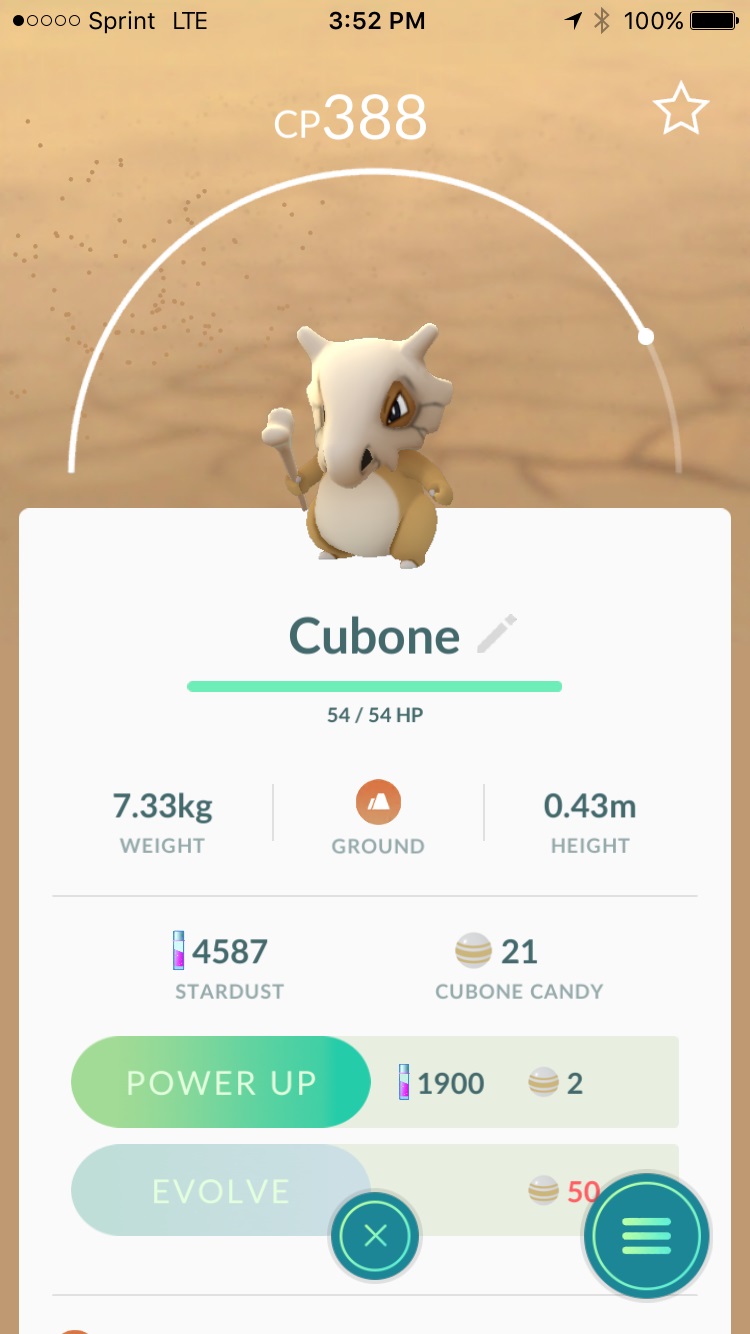 Sprint LTE 3:52 PM 100%
CP388
Cubone
54 / 54 HP
7.33kg 0.43m
WEIGHT GROUND HEIGHT
4587 21
STARDUST CUBONE CANDY
POWER UP 1900 2
EVOLVE 50